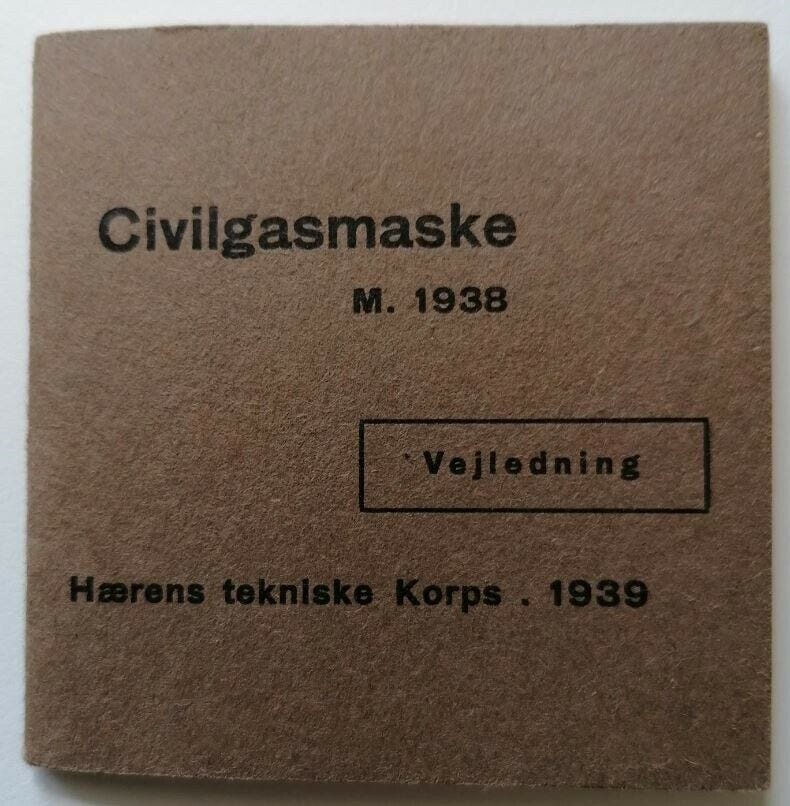 Civilgasmaske
M. 1938
Vejledning
Hærens tekniske Korps . 1939